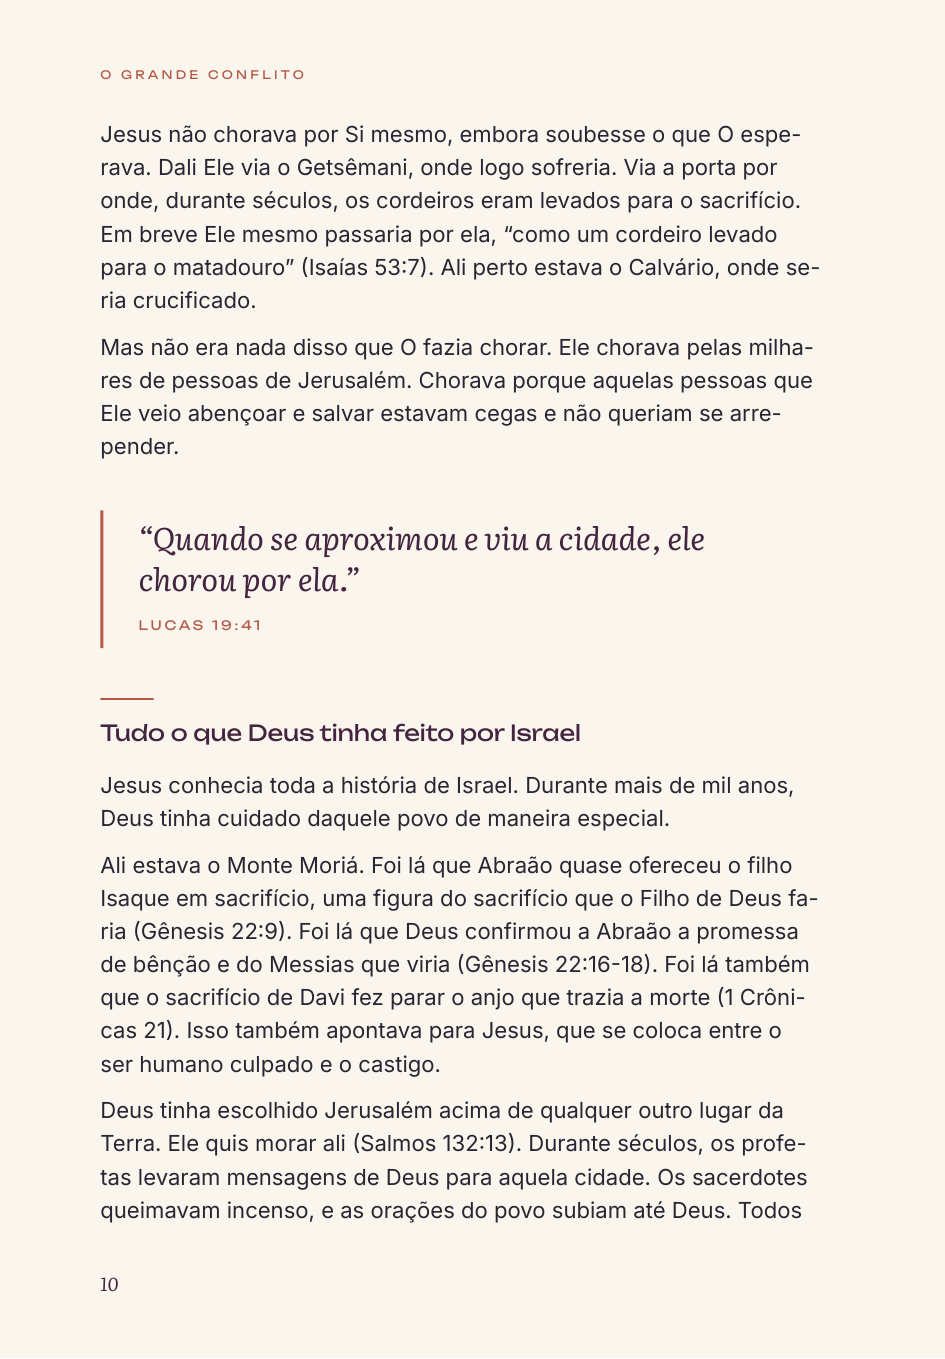 O GRANDE CONFLITO
Jesus não chorava por Si mesmo, embora soubesse o que O espe-
rava. Dali Ele via o Getsêmani, onde logo sofreria. Via a porta por
onde, durante séculos, os cordeiros eram levados para o sacrifício.
Em breve Ele mesmo passaria por ela, “como um cordeiro levado
para o matadouro” (Isaías 53:7). Ali perto estava o Calvário, onde se-
ria crucificado.
Mas não era nada disso que O fazia chorar. Ele chorava pelas milha-
res de pessoas de Jerusalém. Chorava porque aquelas pessoas que
Ele veio abençoar e salvar estavam cegas e não queriam se arre-
pender.
“Quando se aproximou e viu a cidade, ele
chorou por ela.”
LUCAS 19:41
Tudo o que Deus tinha feito por Israel
Jesus conhecia toda a história de Israel. Durante mais de mil anos,
Deus tinha cuidado daquele povo de maneira especial.
Ali estava o Monte Moriá. Foi lá que Abraão quase ofereceu o filho
Isaque em sacrifício, uma figura do sacrifício que o Filho de Deus fa-
ria (Gênesis 22:9). Foi lá que Deus confirmou a Abraão a promessa
de bênção e do Messias que viria (Gênesis 22:16-18). Foi lá também
que o sacrifício de Davi fez parar o anjo que trazia a morte (1 Crôni-
cas 21). Isso também apontava para Jesus, que se coloca entre o
ser humano culpado e o castigo.
Deus tinha escolhido Jerusalém acima de qualquer outro lugar da
Terra. Ele quis morar ali (Salmos 132:13). Durante séculos, os profe-
tas levaram mensagens de Deus para aquela cidade. Os sacerdotes
queimavam incenso, e as orações do povo subiam até Deus. Todos
10